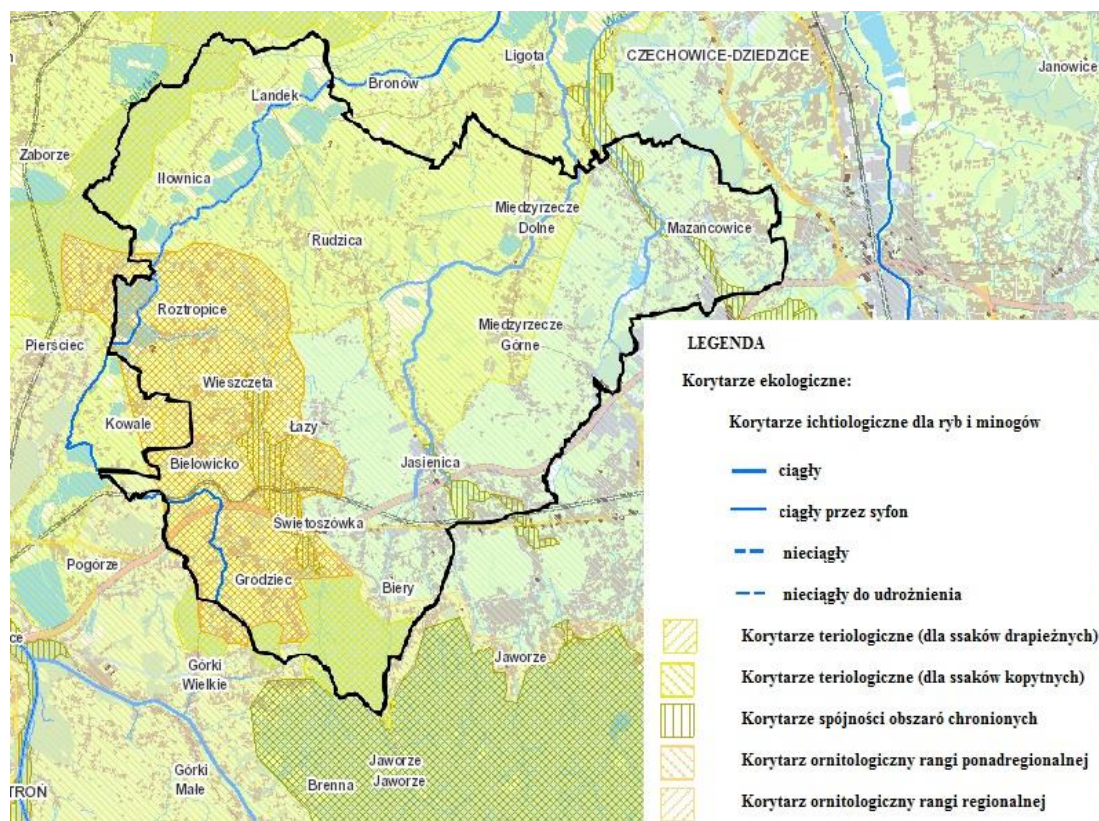 Ligota
CZECHOWICE-DZIEDZICE
Janowice
Bronów
Landek
Zaborze
Iłownica
Międzyrzecze
Dolne
Mazańcowice
Rudzica
Roztropice
Pierściec
Międzyrzecze
Górne
Wieszczęta
Kowale
Łazy
Bielowicko
Jasienica
Świętoszówka
Pogórze
Grodziec
Biery
Jaworze
Górki
Wielkie
Górki
Małe
Brenna
Jaworze
Jaworze
TROŃ
LEGENDA
Korytarze ekologiczne:
Korytarze ichtiologiczne dla ryb i minogów
ciągły
ciągły przez syfon
nieciągły
nieciągły do udrożnienia
Korytarze teriologiczne (dla ssaków drapieżnych)
Korytarze teriologiczne (dla ssaków kopytnych)
Korytarze spójności obszaró chronionych
Korytarz ornitologiczny rangi ponadregionalnej
Korytarz ornitologiczny rangi regionalnej